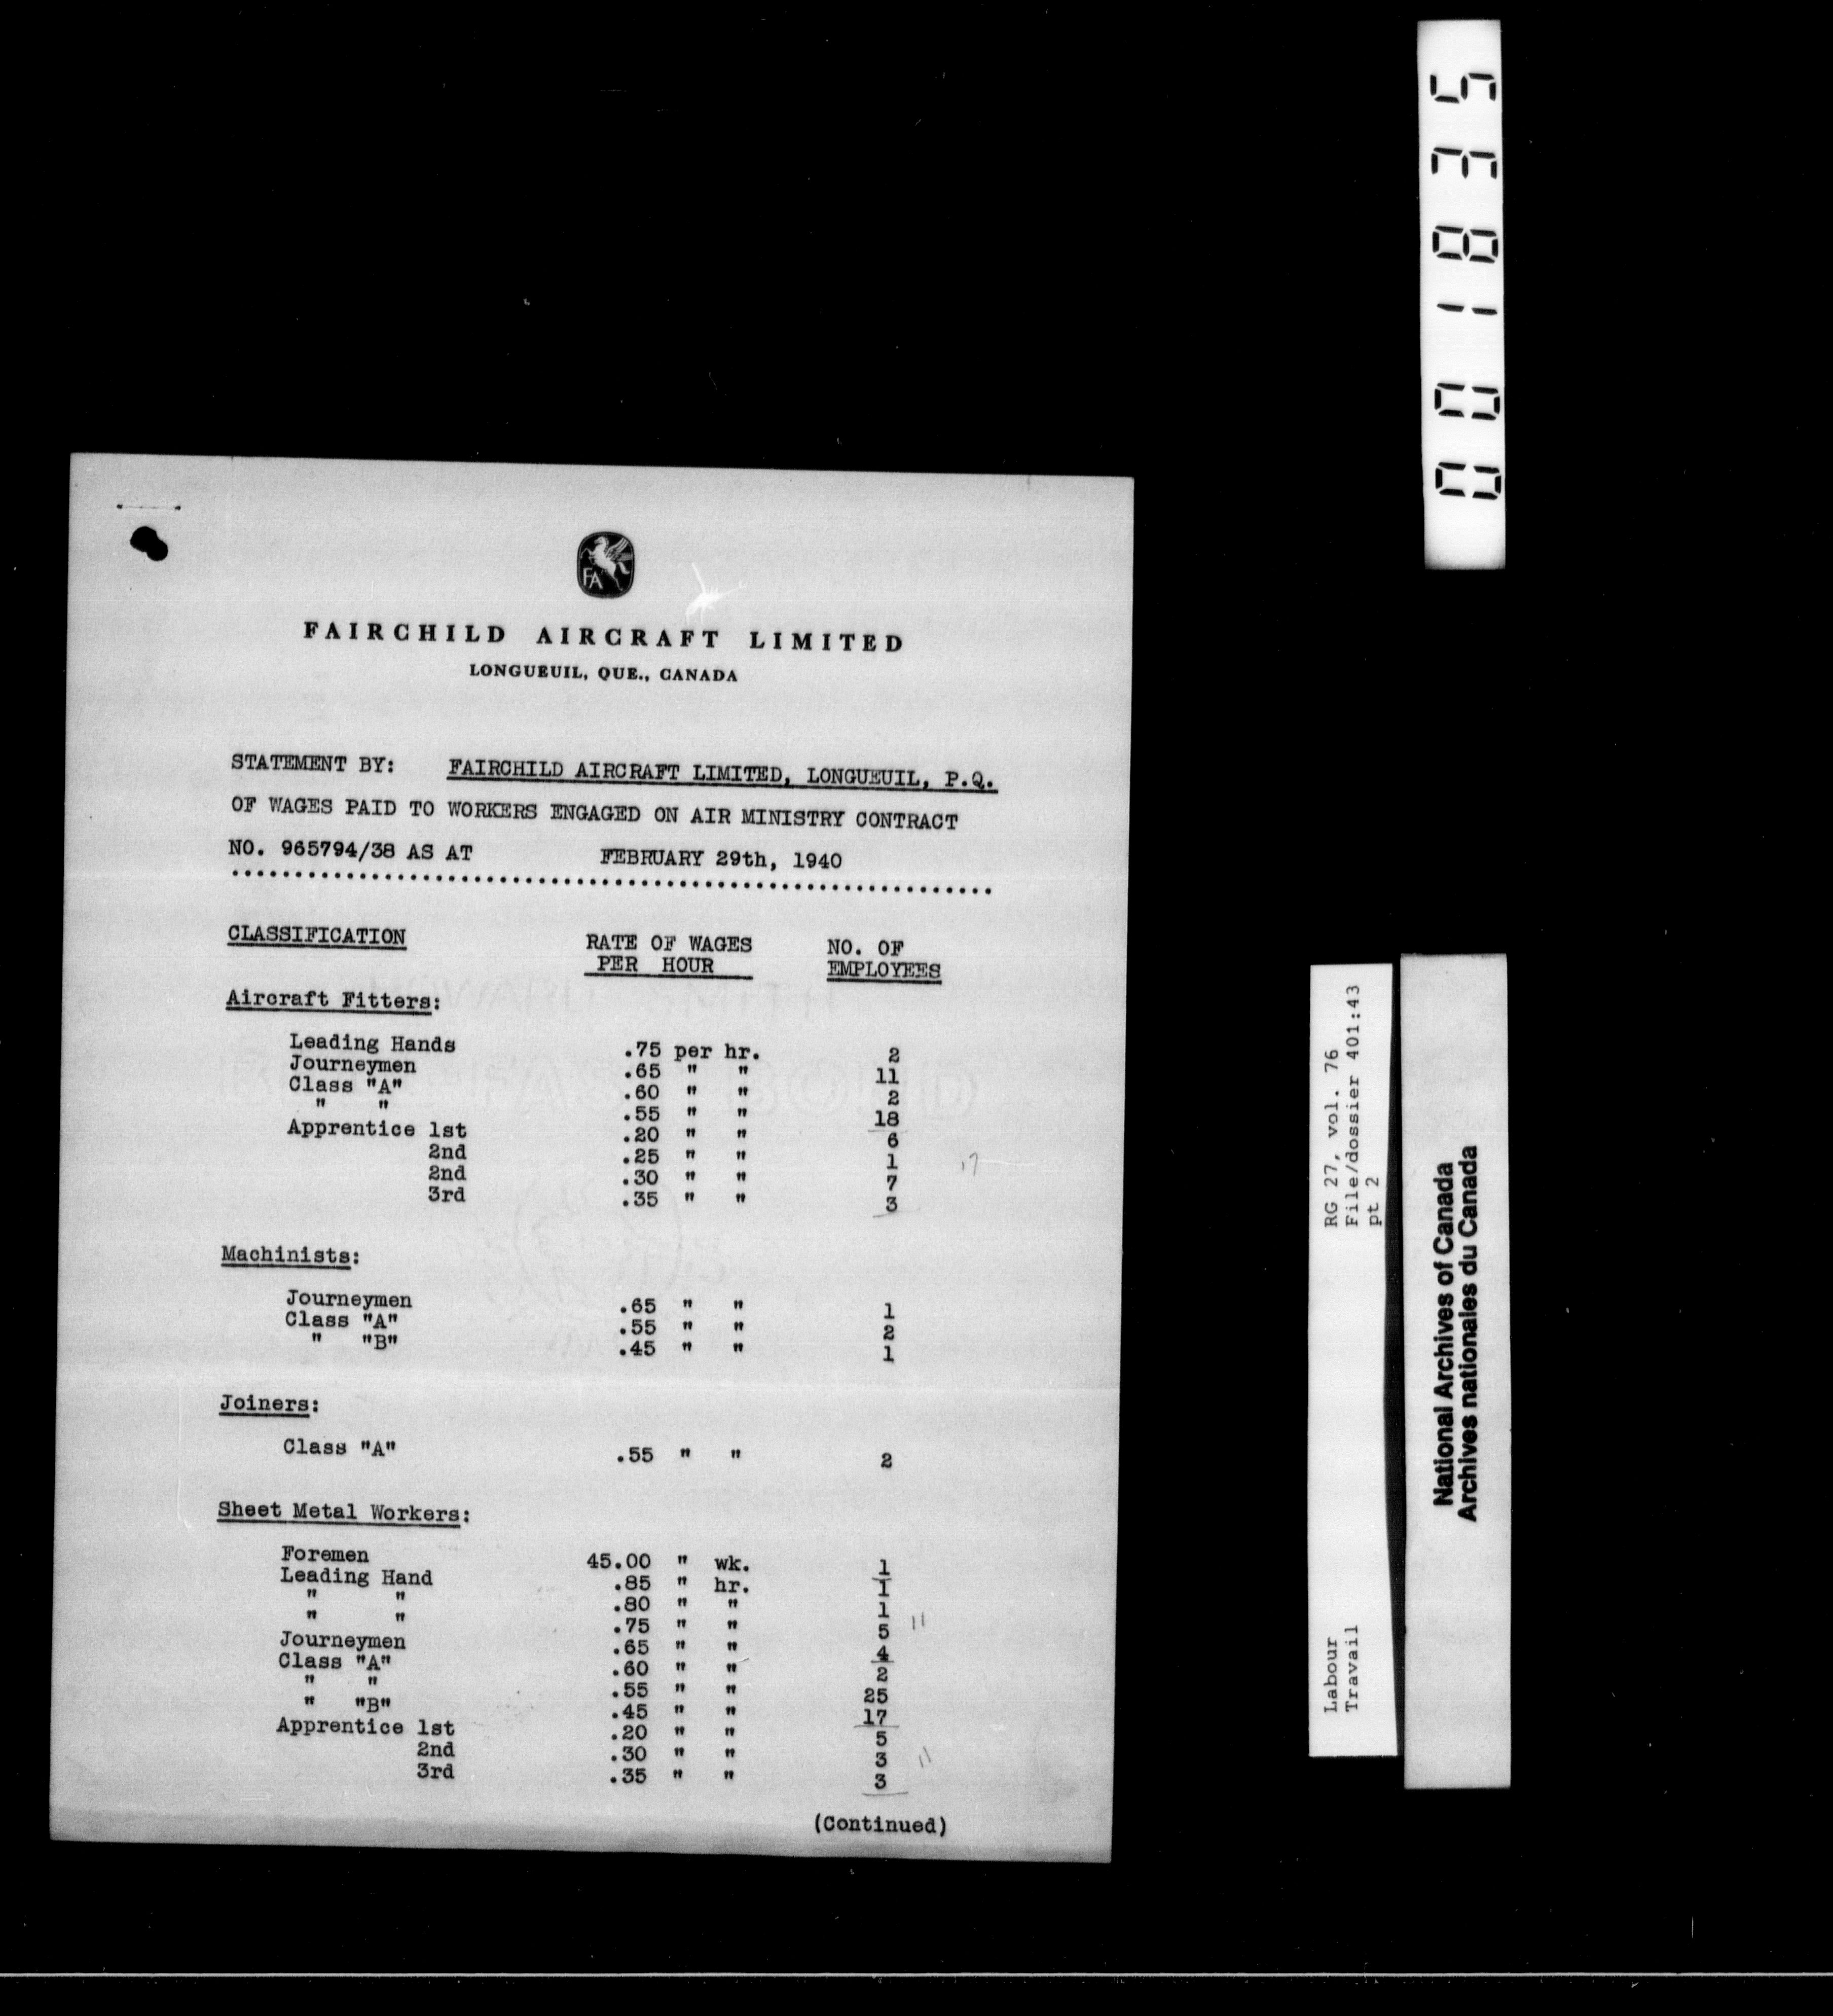 FA
FAIRCHILD AIRCRAFT LIMITED
LONGUEUIL, QUE., CANADA
STATEMENT BY: FAIRCHILD AIRCRAFT LIMITED, LONGUEUIL, P.Q.
OF WAGES PAID TO WORKERS ENGAGED ON AIR MINISTRY CONTRACT
NO. 965794/38 AS AT FEBRUARY 29th, 1940
CLASSIFICATION RATE OF WAGES NO. OF
PER HOUR EMPLOYEES
Aircraft Fitters:
Leading Hands .75 per hr. 2
Journeymen .65 " " 11
Class "A" .60 " " 2
" " .55 " " 18
Apprentice 1st .20 " " 6
2nd .25 " " 1 17
2nd .30 " " 7
3rd .35 " " 3
Machinists:
Journeymen .65 " " 1
Class "A" .55 " " 2
" "B" .45 " " 1
Joiners:
Class "A" .55 " " 2
Sheet Metal Workers:
Foremen 45.00 " wk. 1
Leading Hand .85 " hr. 1
" " .80 " " 1
" " .75 " " 5 11
Journeymen .65 " " 4
Class "A" .60 " " 2
" " .55 " " 25
" "B" .45 " " 17
Apprentice 1st .20 " " 5
2nd .30 " " 3 11
3rd .35 " " 3
(Continued)
001835
RG 27, vol. 76
File/dossier 401:43
pt 2
Labour
Travail
National Archives of Canada
Archives nationales du Canada